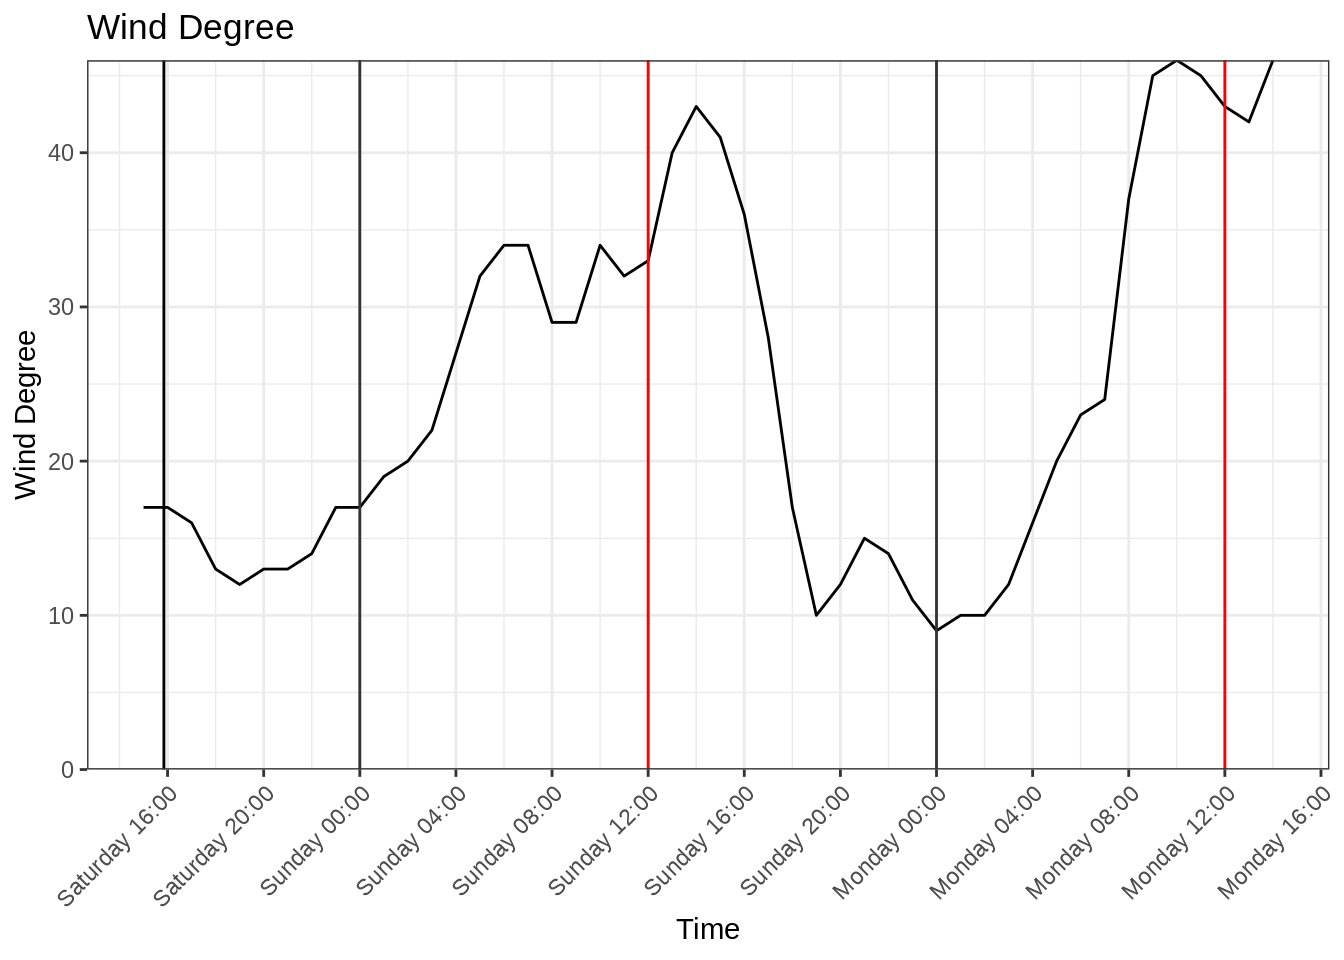 Wind Degree
Wind Degree
40
30
20
10
0
Saturday 16:00
Saturday 20:00
Sunday 00:00
Sunday 04:00
Sunday 08:00
Sunday 12:00
Sunday 16:00
Sunday 20:00
Monday 00:00
Monday 04:00
Monday 08:00
Monday 12:00
Monday 16:00
Time